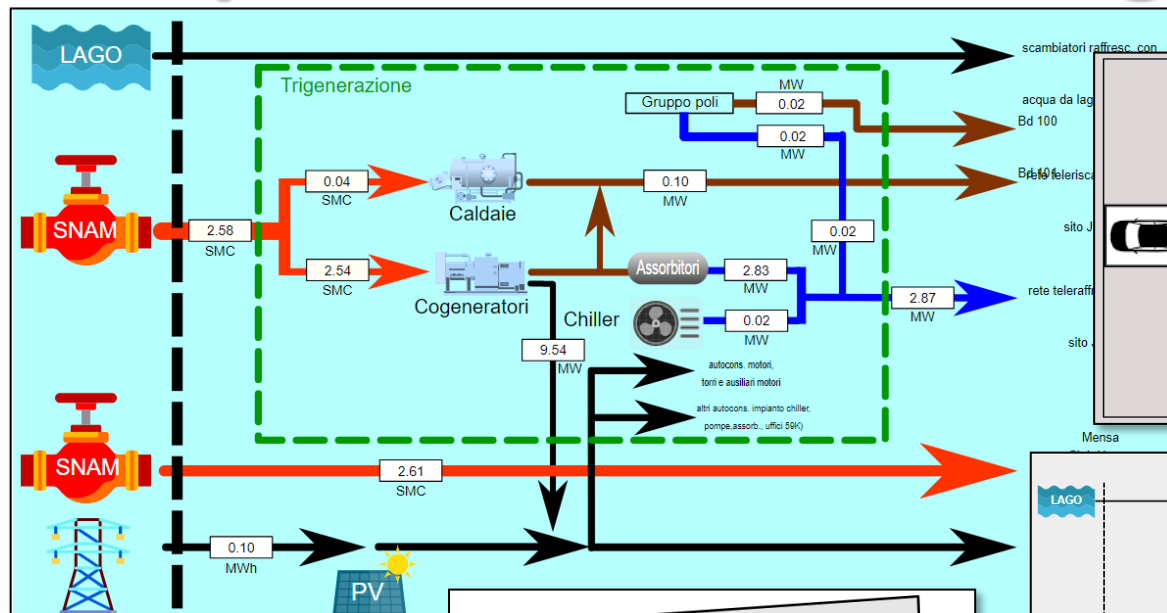 LAGO
scambiatori raffresc. con
Trigenerazione
MW
Gruppo poli
0.02
acqua da lag
Bd 100
0.02
MW
SNAM
2.58
SMC
0.04
SMC
Caldaie
0.10
MW
Bd 101
sito J
0.02
MW
2.54
SMC
Cogeneratori
Assorbitori
2.83
MW
Chiller
0.02
MW
2.87
MW
rete teleraffr
sito J
9.54
MW
autocons. motori,
torri e ausiliari motori
altri autocons. impianto chiller,
pompe,assorb., uffici 59K)
SNAM
2.61
SMC
Mensa
LAGO
0.10
MWh
PV